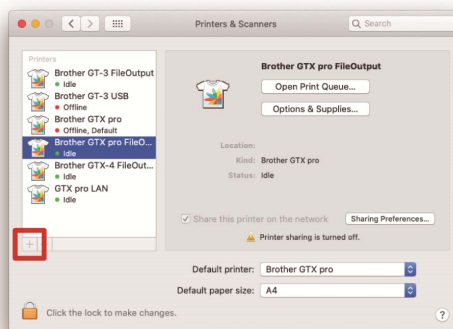 Printers & Scanners
Search
Printers
Brother GT-3 FileOutput
Idle
Brother GT-3 USB
Offline
Brother GTX pro
Offline, Default
Brother GTX pro FileO...
Idle
Brother GTX-4 FileOut...
Idle
GTX pro LAN
Idle
+
Brother GTX pro FileOutput
Open Print Queue...
Options & Supplies...
Location:
Kind: Brother GTX pro
Status: Idle
Share this printer on the network
Sharing Preferences...
Printer sharing is turned off.
Default printer: Brother GTX pro
Default paper size: A4
Click the lock to make changes.
?